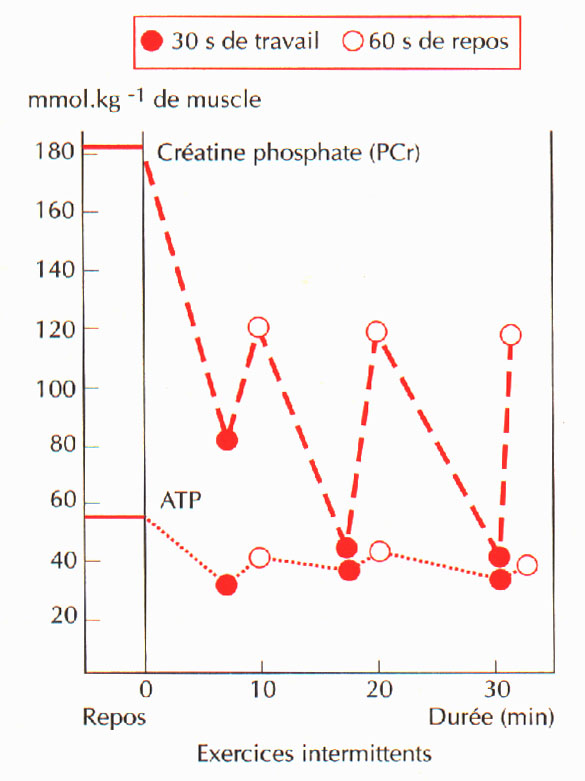 30 s de travail 60 s de repos
mmol.kg -1 de muscle
180
Créatine phosphate (PCr)
160
140
120
100
80
60
ATP
40
20
0 10 20 30
Repos Durée (min)
Exercices intermittents